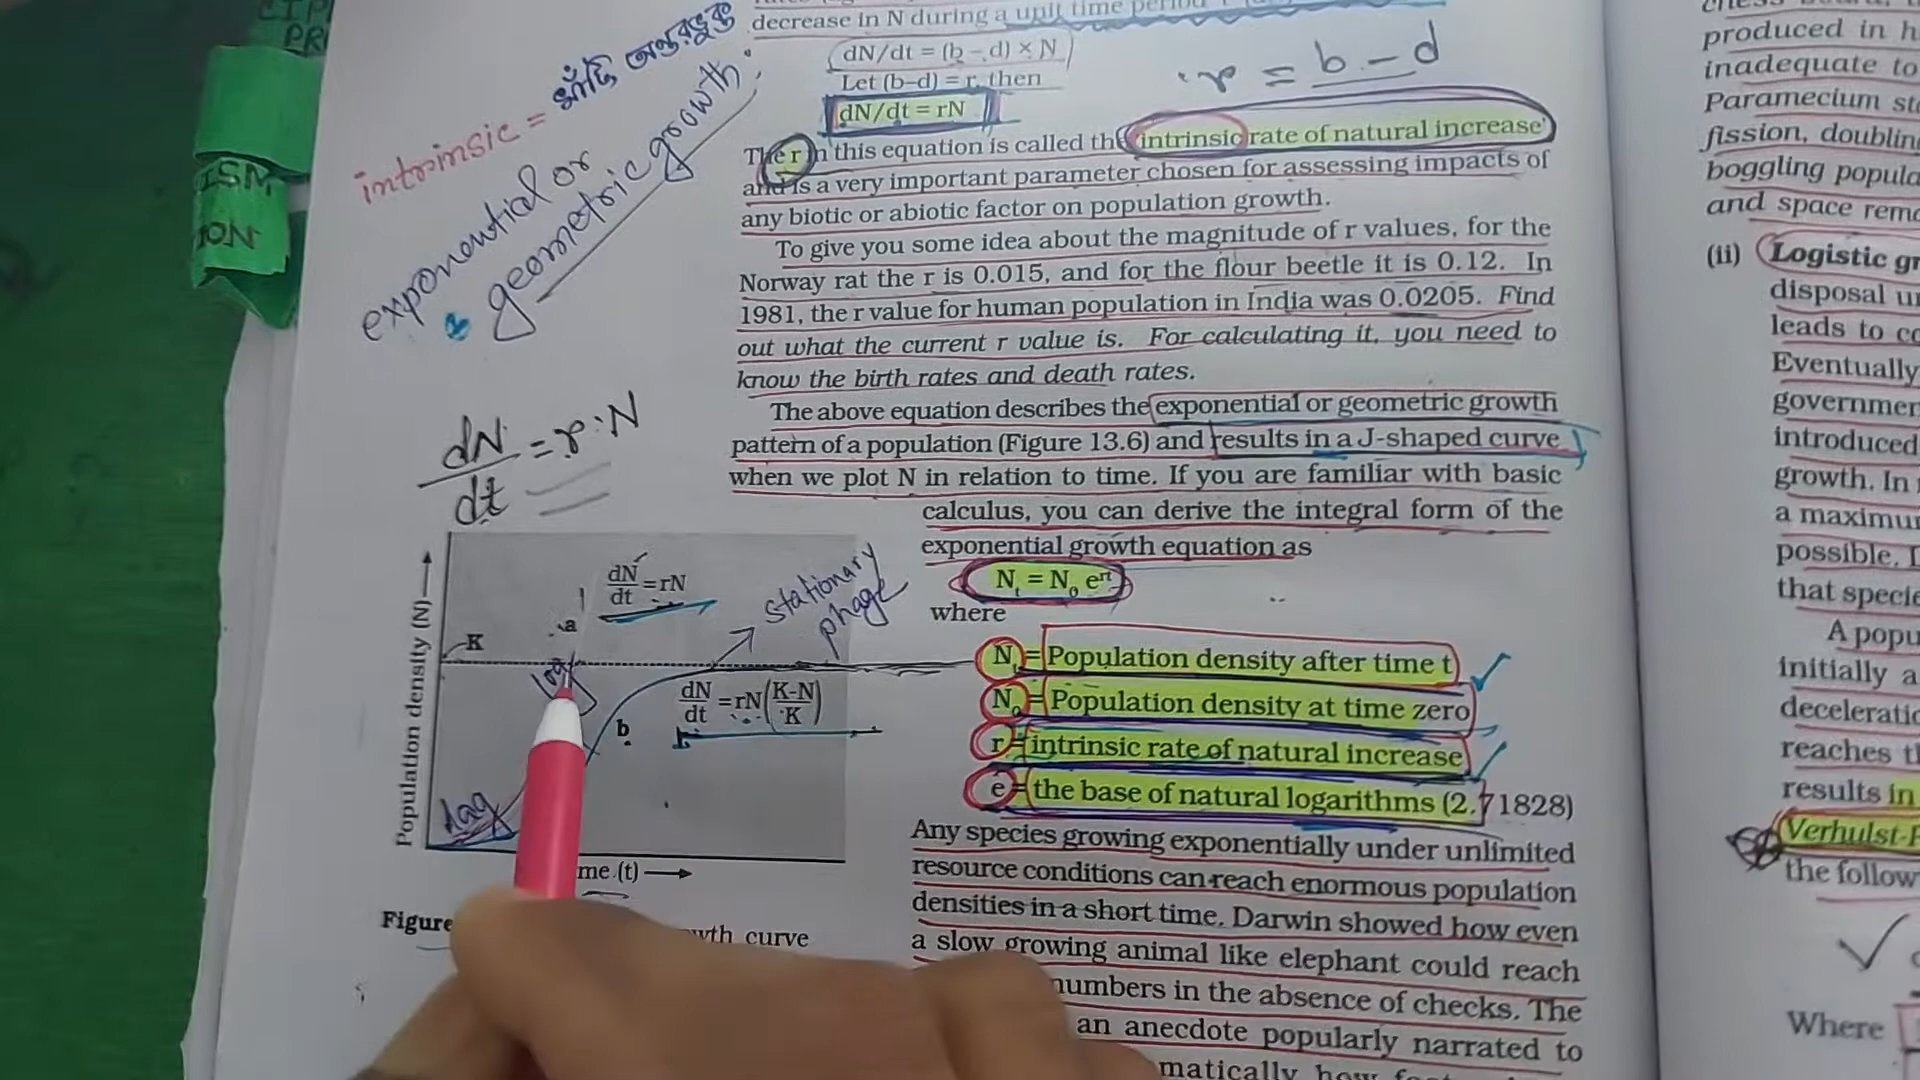 decrease in N during a unit time period
dN/dt = (b – d) × N
Let (b–d) = r, then
dN/dt = rN
r = b - d
The r in this equation is called the 'intrinsic rate of natural increase'
and is a very important parameter chosen for assessing impacts of
any biotic or abiotic factor on population growth.
To give you some idea about the magnitude of r values, for the
Norway rat the r is 0.015, and for the flour beetle it is 0.12. In
1981, the r value for human population in India was 0.0205. Find
out what the current r value is. For calculating it, you need to
know the birth rates and death rates.
The above equation describes the exponential or geometric growth
pattern of a population (Figure 13.6) and results in a J-shaped curve
when we plot N in relation to time. If you are familiar with basic
calculus, you can derive the integral form of the
exponential growth equation as
Nt = N0 e^rt
where
Nt = Population density after time t
N0 = Population density at time zero
r = intrinsic rate of natural increase
e = the base of natural logarithms (2.71828)
Any species growing exponentially under unlimited
resource conditions can reach enormous population
densities in a short time. Darwin showed how even
a slow growing animal like elephant could reach
numbers in the absence of checks. The
an anecdote popularly narrated to
matically how
intrinsic =
exponential or
geometric growth
dN/dt = r.N
dN/dt = rN
a
K
stationary
phage
log
dN/dt = rN(K-N/K)
b
lag
Population density (N)
me (t)
Figure
wth curve
ISM
ION
produced in
inadequate to
Paramecium
fission, doubling
boggling popula
and space rema
(ii) Logistic gr
disposal
leads to co
Eventually
governmen
introduced
growth. In
a maximu
possible.
that specie
A popu
initially a
deceleratio
reaches
results in
Verhulst-P
the follow
Where